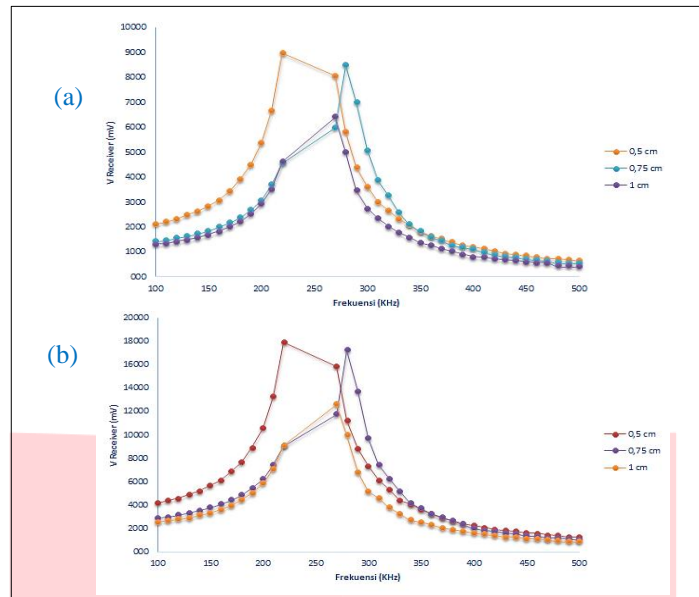 (a)
10000
9000
8000
7000
6000
5000
4000
3000
2000
1000
000
V Receiver (mV)
100 150 200 250 300 350 400 450 500
Frekuensi (KHz)
0,5 cm
0,75 cm
1 cm
(b)
20000
18000
16000
14000
12000
10000
8000
6000
4000
2000
000
V Receiver (mV)
100 150 200 250 300 350 400 450 500
Frekuensi (KHz)
0,5 cm
0,75 cm
1 cm